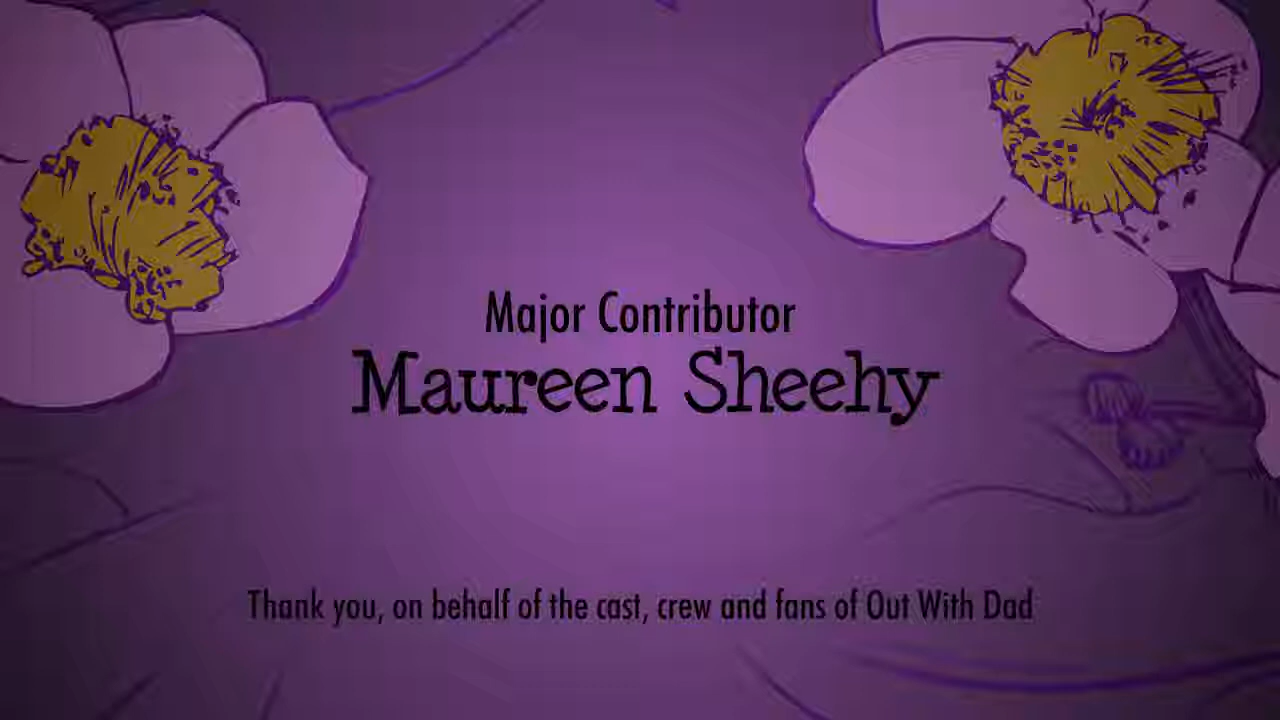 Major Contributor
Maureen Sheehy
Thank you, on behalf of the cast, crew and fans of Out With Dad